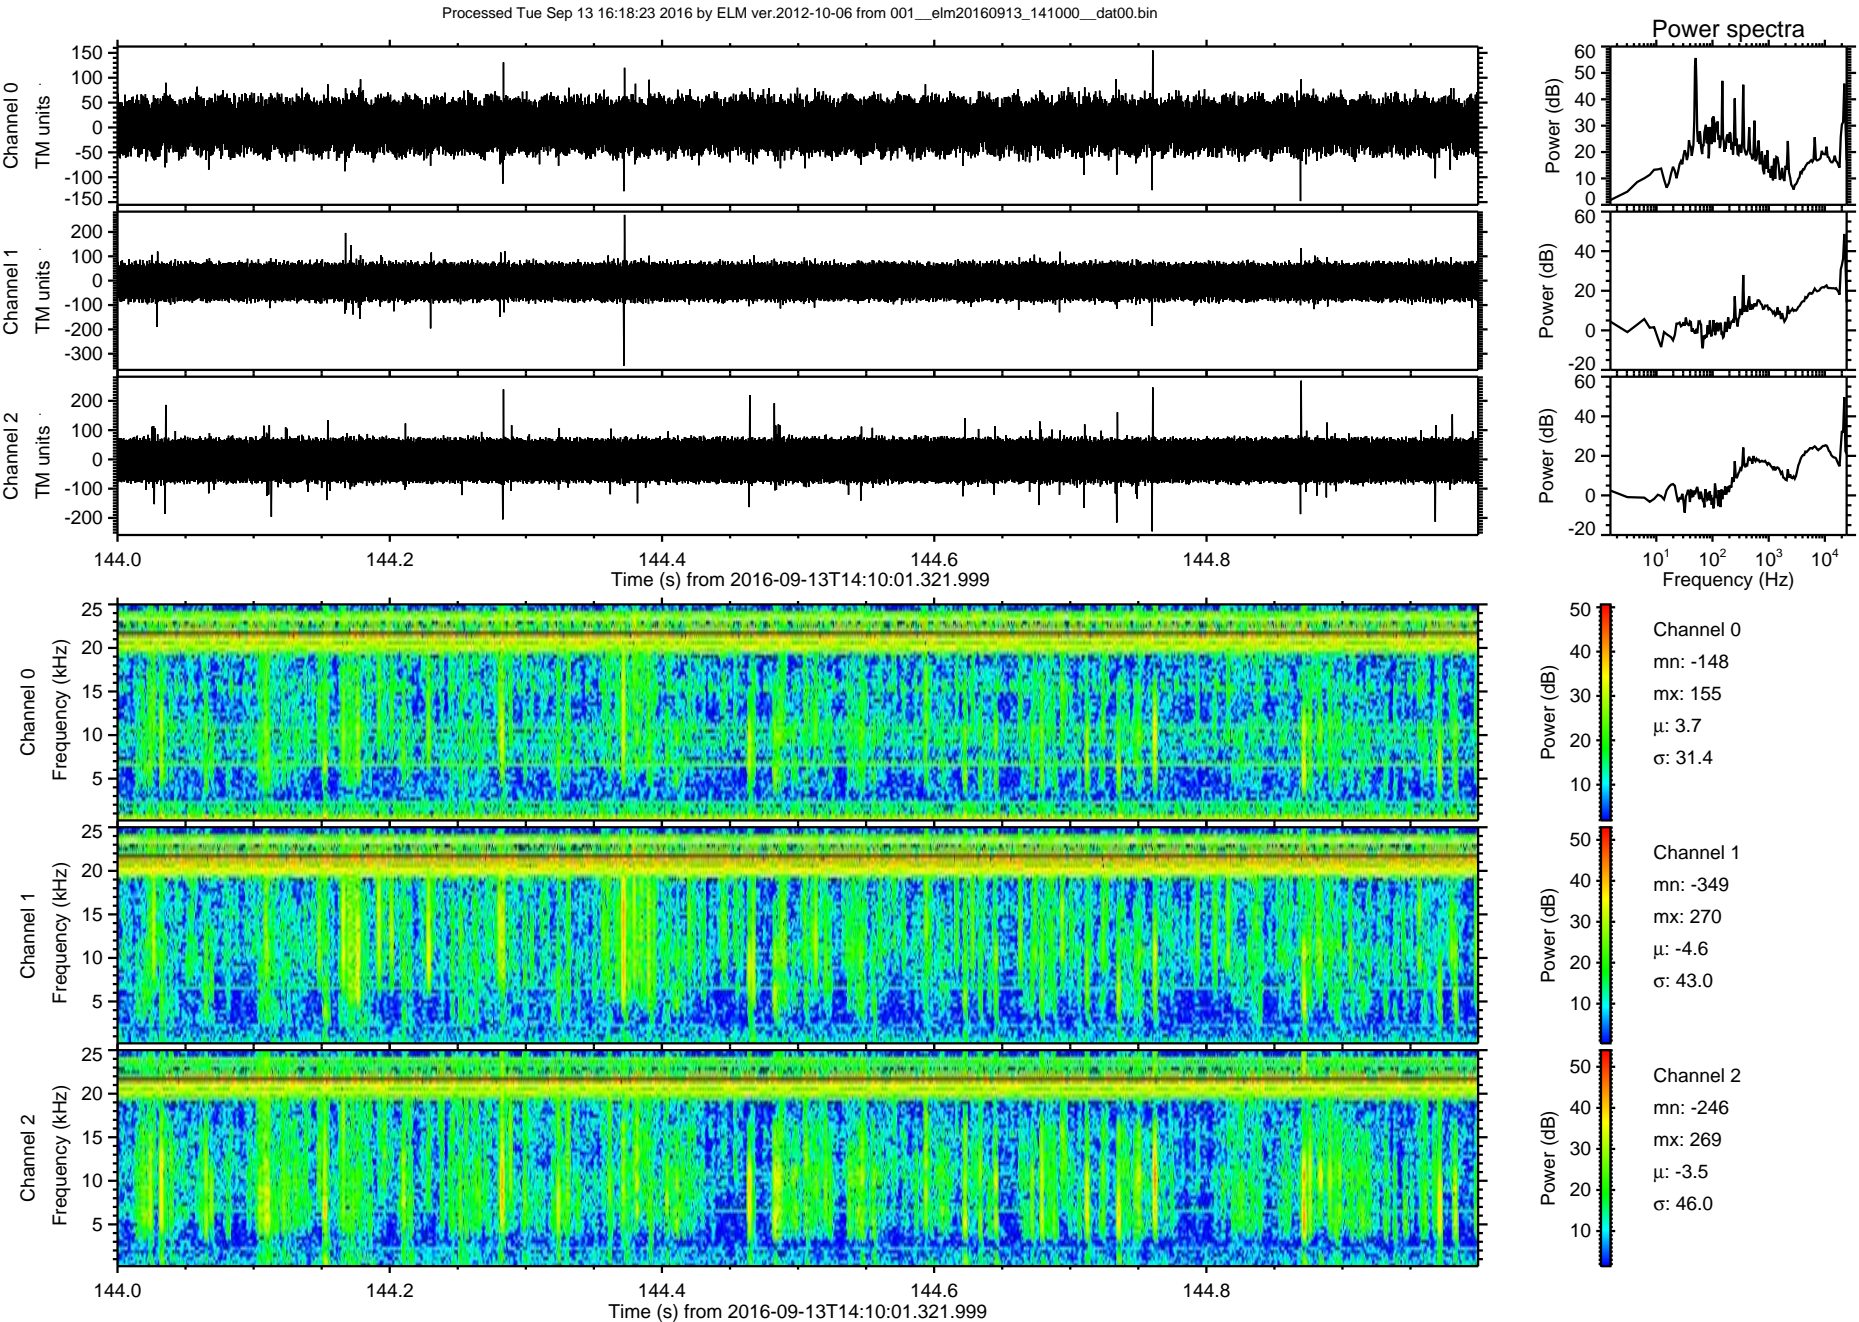 Processed Tue Sep 13 16:18:23 2016 by ELM ver.2012-10-06 from 001__elm20160913_141000__dat00.bin
Power spectra
Channel 0
TM units
150
100
50
0
-50
-100
-150
Power (dB)
60
50
40
30
20
10
0
Channel 1
TM units
200
100
0
-100
-200
-300
Power (dB)
60
40
20
0
-20
Channel 2
TM units
200
100
0
-100
-200
Power (dB)
60
40
20
0
-20
144.0 144.2 144.4 144.6 144.8
Time (s) from 2016-09-13T14:10:01.321.999
10¹ 10² 10³ 10⁴
Frequency (Hz)
Channel 0
Frequency (kHz)
25
20
15
10
5
Power (dB)
50
40
30
20
10
Channel 0
mn: -148
mx: 155
μ: 3.7
σ: 31.4
Channel 1
Frequency (kHz)
25
20
15
10
5
Power (dB)
50
40
30
20
10
Channel 1
mn: -349
mx: 270
μ: -4.6
σ: 43.0
Channel 2
Frequency (kHz)
25
20
15
10
5
Power (dB)
50
40
30
20
10
Channel 2
mn: -246
mx: 269
μ: -3.5
σ: 46.0
144.0 144.2 144.4 144.6 144.8
Time (s) from 2016-09-13T14:10:01.321.999